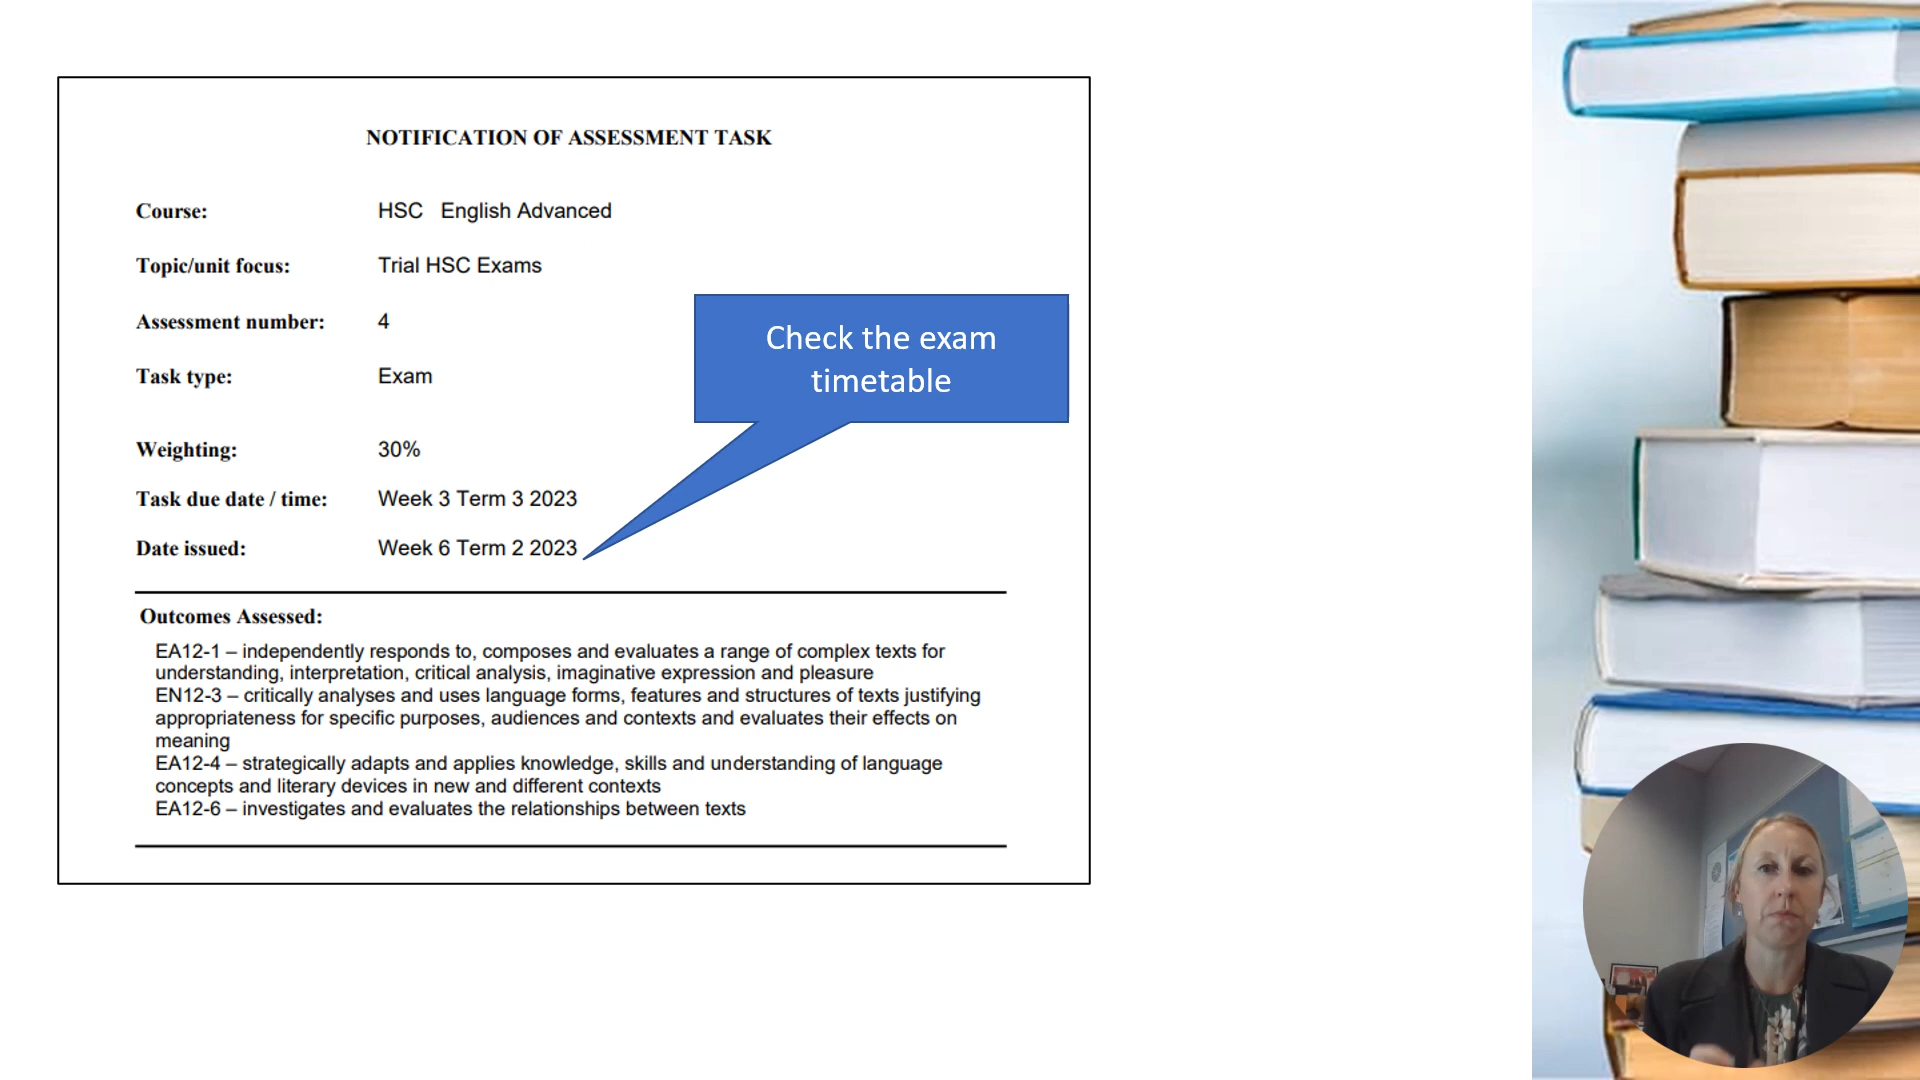 NOTIFICATION OF ASSESSMENT TASK
Course: HSC English Advanced
Topic/unit focus: Trial HSC Exams
Assessment number: 4
Task type: Exam
Check the exam
timetable
Weighting: 30%
Task due date / time: Week 3 Term 3 2023
Date issued: Week 6 Term 2 2023
Outcomes Assessed:
EA12-1 – independently responds to, composes and evaluates a range of complex texts for
understanding, interpretation, critical analysis, imaginative expression and pleasure
EN12-3 – critically analyses and uses language forms, features and structures of texts justifying
appropriateness for specific purposes, audiences and contexts and evaluates their effects on
meaning
EA12-4 – strategically adapts and applies knowledge, skills and understanding of language
concepts and literary devices in new and different contexts
EA12-6 – investigates and evaluates the relationships between texts